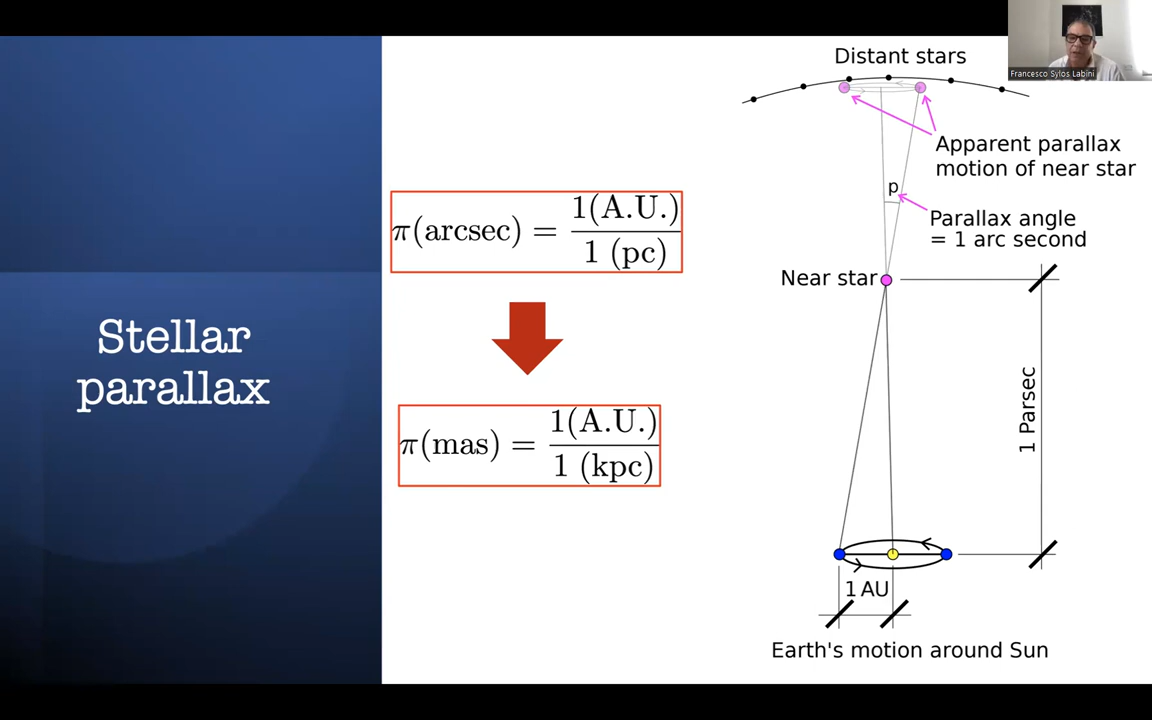 Stellar
parallax
π(arcsec) = 1(A.U.) / 1 (pc)
π(mas) = 1(A.U.) / 1 (kpc)
Distant stars
Apparent parallax
motion of near star
p
Parallax angle
= 1 arc second
Near star
1 Parsec
1 AU
Earth's motion around Sun
Francesco Sylos Labini